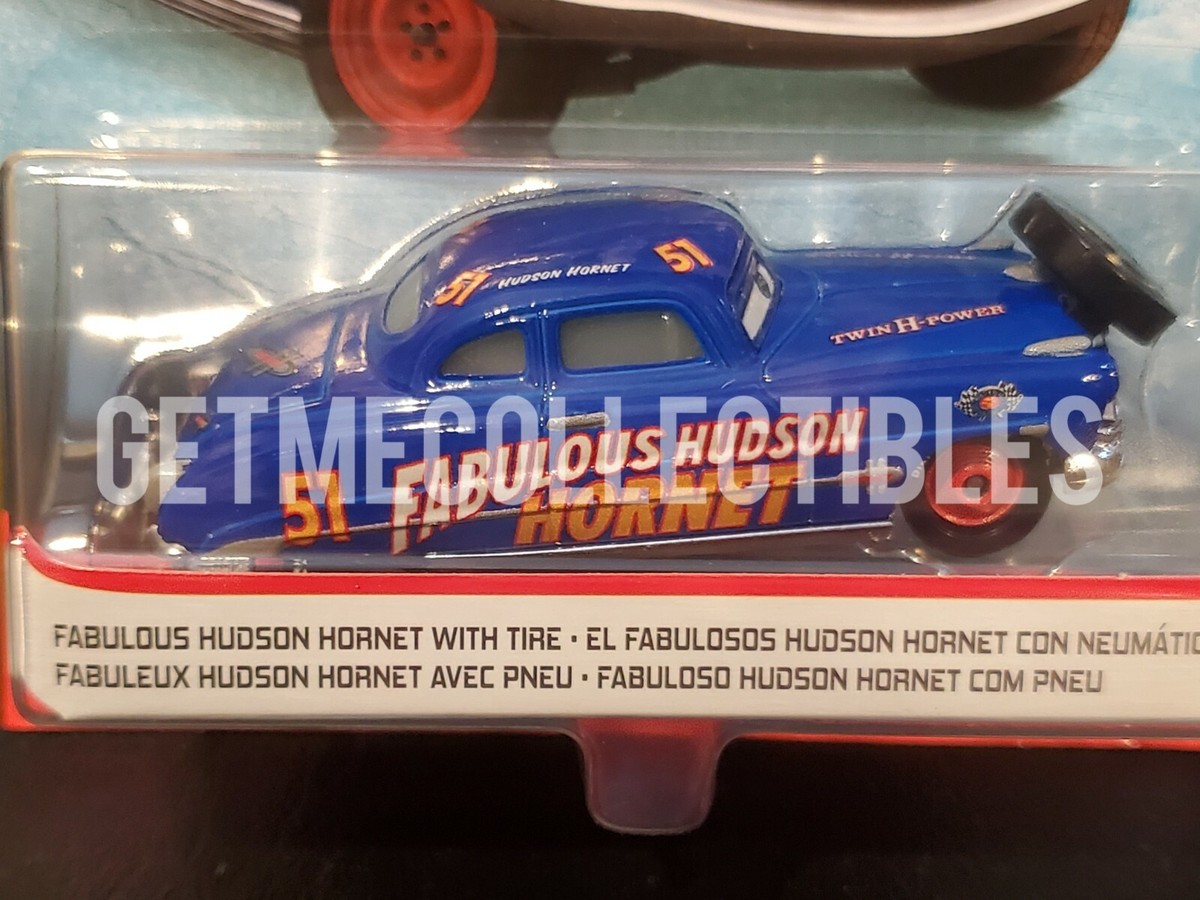 51 HUDSON HORNET 51
TWIN H-POWER
GETMECOLLECTIBLES
FABULOUS HUDSON
HORNET
51
FABULOUS HUDSON HORNET WITH TIRE · EL FABULOSOS HUDSON HORNET CON NEUMÁTIC
FABULEUX HUDSON HORNET AVEC PNEU · FABULOSO HUDSON HORNET COM PNEU